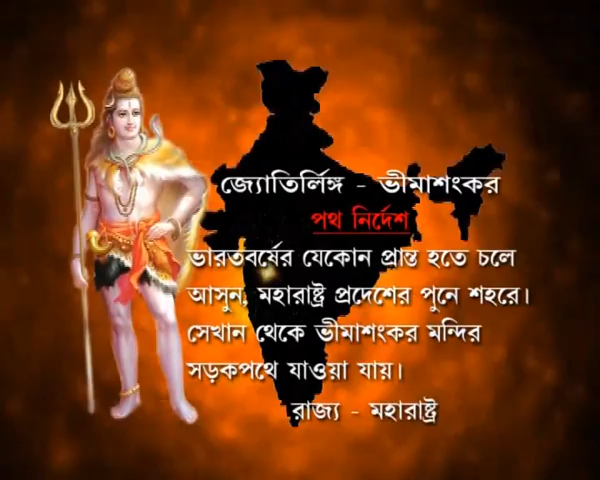 জ্যোতির্লিঙ্গ - ভীমাশংকর
পথ নির্দেশ
ভারতবর্ষের যেকোন প্রান্ত হতে চলে
আসুন, মহারাষ্ট্র প্রদেশের পুনে শহরে।
সেখান থেকে ভীমাশংকর মন্দির
সড়কপথে যাওয়া যায়।
রাজ্য - মহারাষ্ট্র